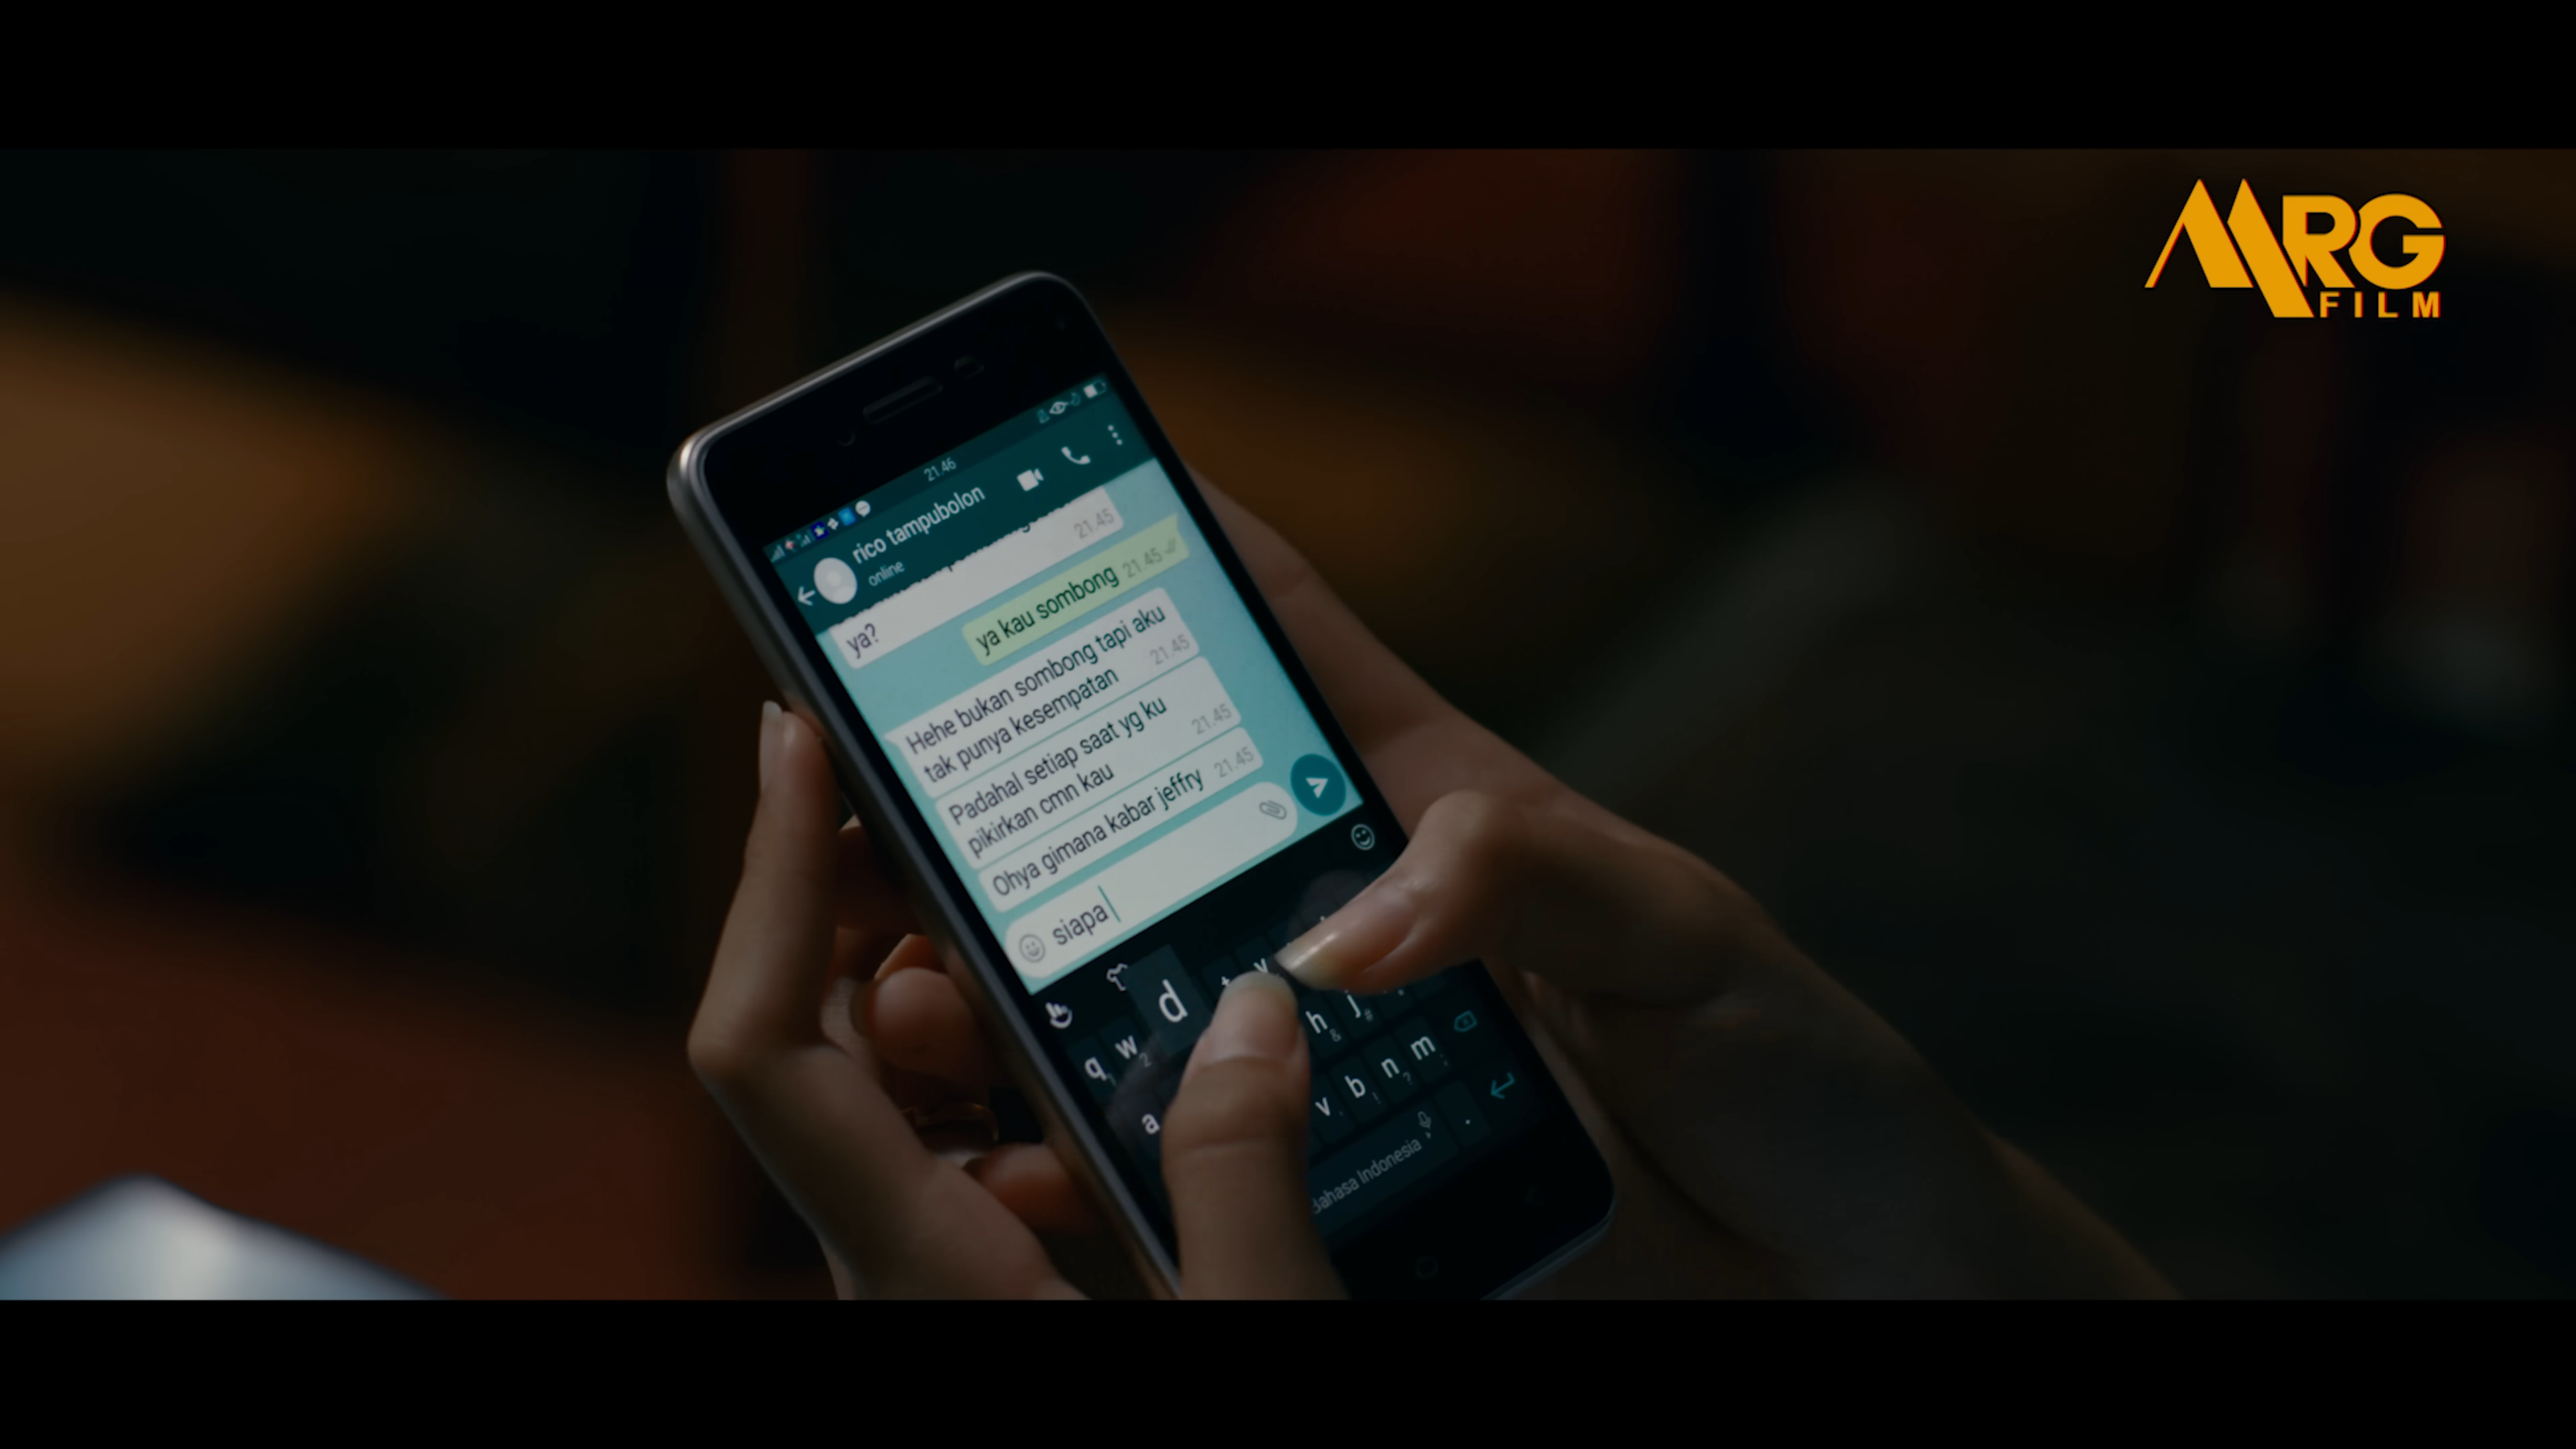 MRG
FILM
21.46
rico tampubolon
online
ya?
21.45
ya kau sombong 21.45
Hehe bukan sombong tapi aku
tak punya kesempatan 21.45
Padahal setiap saat yg ku
pikirkan cmn kau 21.45
Ohya gimana kabar jeffry 21.45
siapa
d
q w
h j
a
v b n m
Bahasa Indonesia